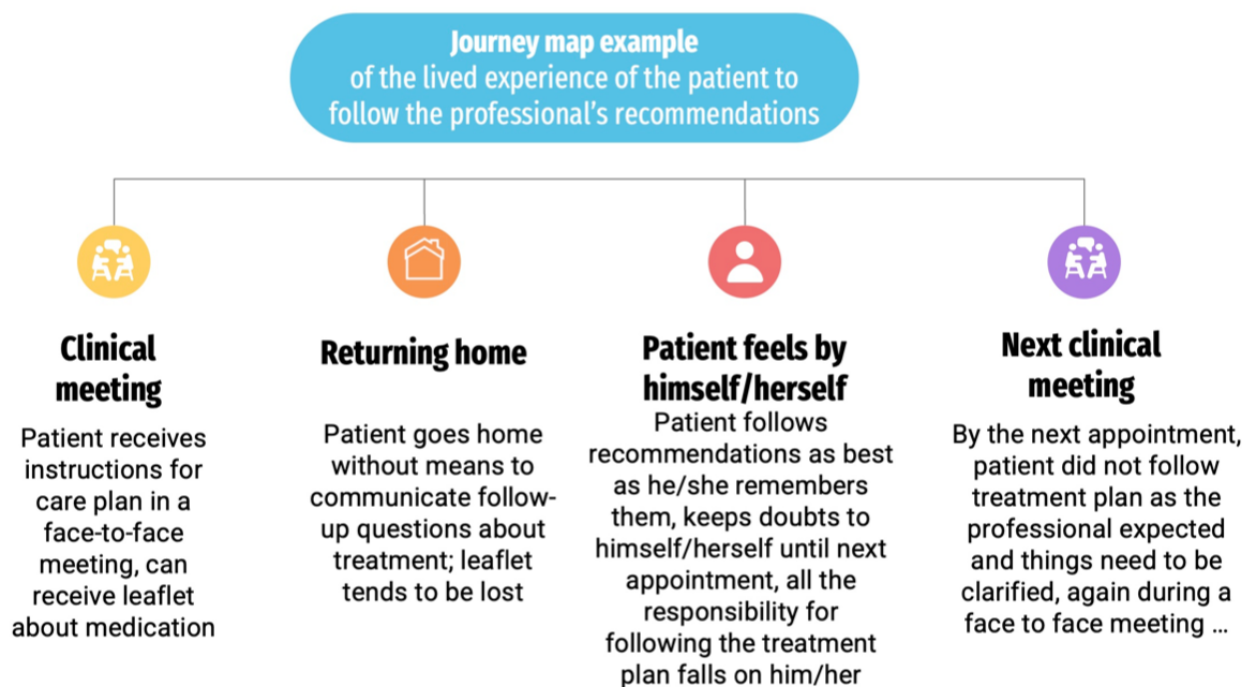 Journey map example
of the lived experience of the patient to
follow the professional's recommendations
Clinical
meeting
Patient receives
instructions for
care plan in a
face-to-face
meeting, can
receive leaflet
about medication
Returning home
Patient goes home
without means to
communicate follow-
up questions about
treatment; leaflet
tends to be lost
Patient feels by
himself/herself
Patient follows
recommendations as best
as he/she remembers
them, keeps doubts to
himself/herself until next
appointment, all the
responsibility for
following the treatment
plan falls on him/her
Next clinical
meeting
By the next appointment,
patient did not follow
treatment plan as the
professional expected
and things need to be
clarified, again during a
face to face meeting ...